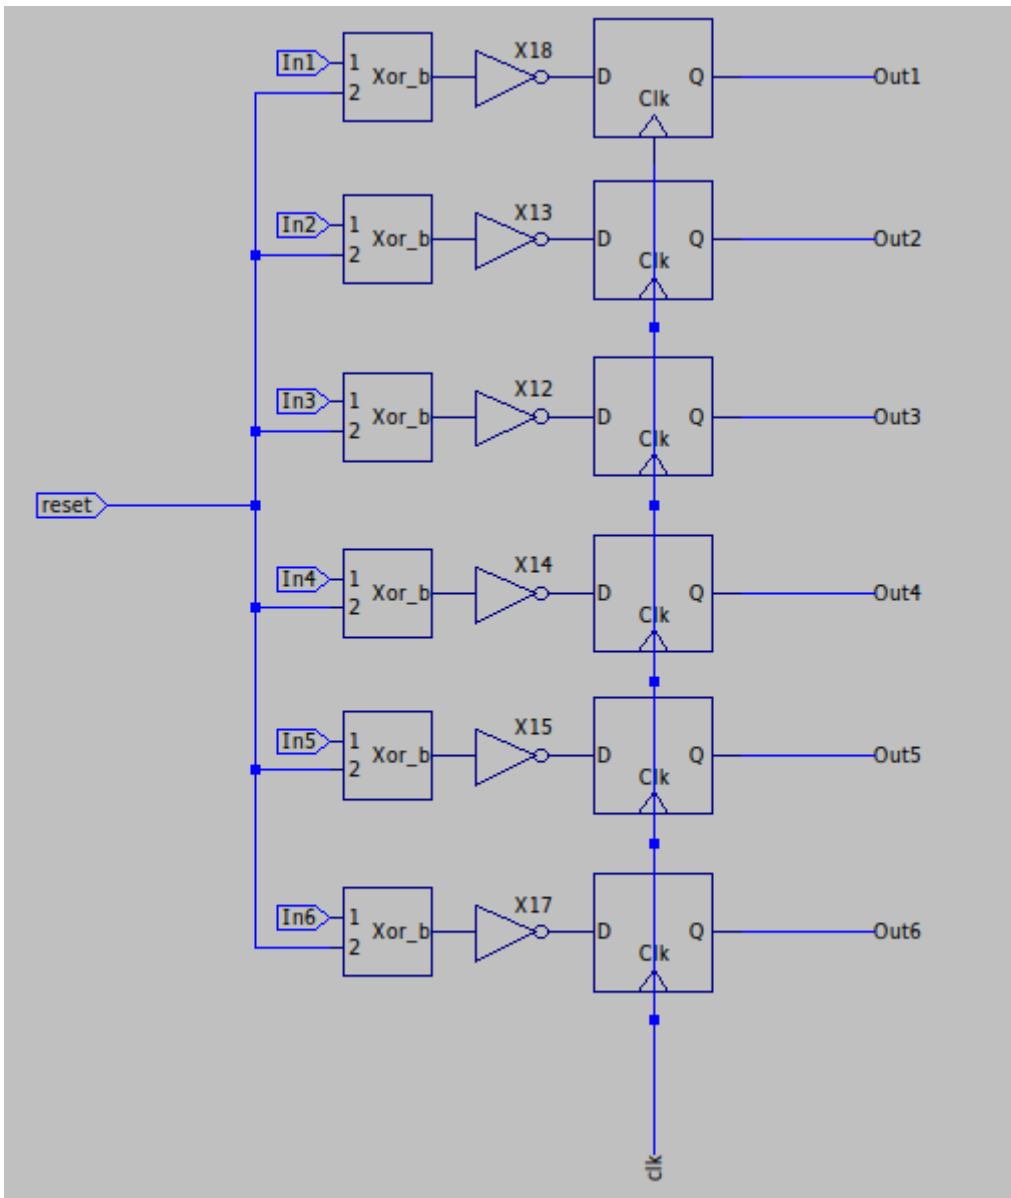 X18
In1 1 Xor_b D Q Out1
2 Clk
X13
In2 1 Xor_b D Q Out2
2 Clk
X12
In3 1 Xor_b D Q Out3
2 Clk
reset
X14
In4 1 Xor_b D Q Out4
2 Clk
X15
In5 1 Xor_b D Q Out5
2 Clk
X17
In6 1 Xor_b D Q Out6
2 Clk
clk